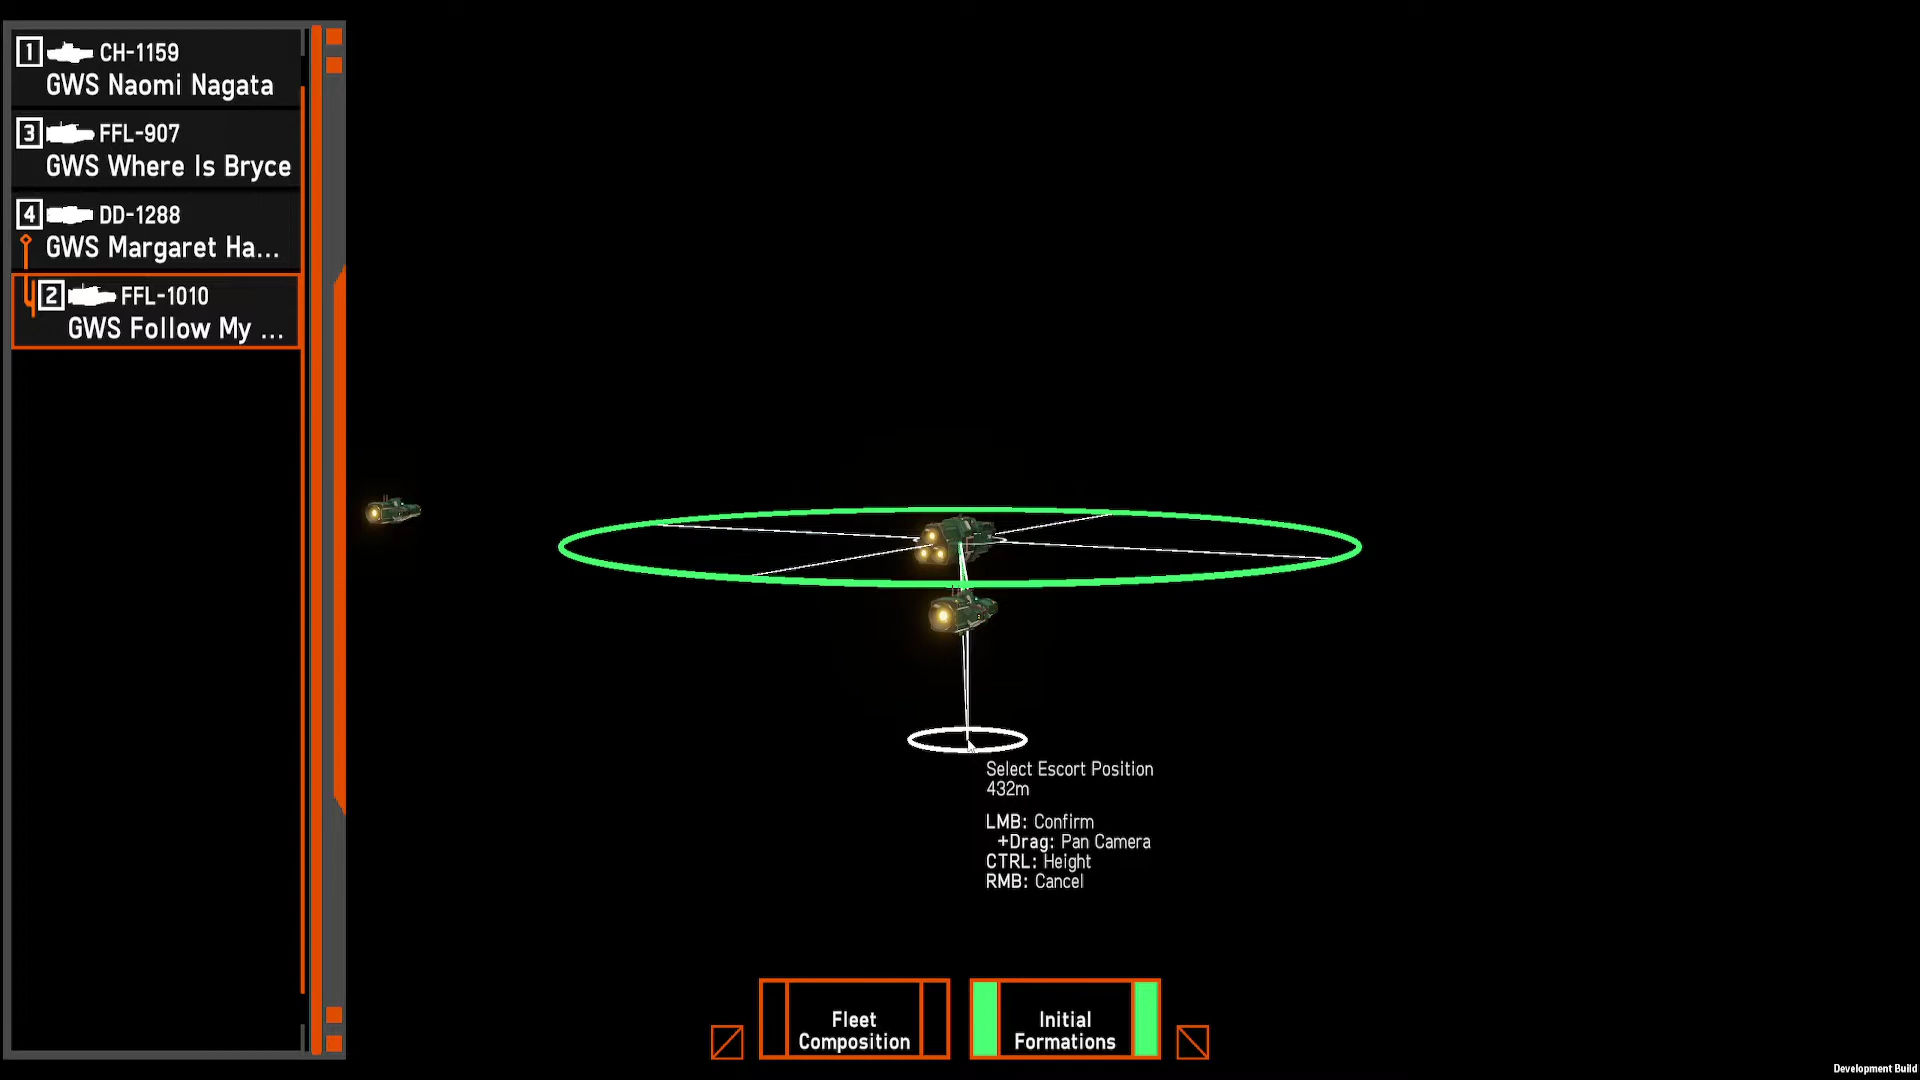 1 CH-1159
GWS Naomi Nagata
3 FFL-907
GWS Where Is Bryce
4 DD-1288
GWS Margaret Ha...
2 FFL-1010
GWS Follow My ...
Select Escort Position
432m
LMB: Confirm
+Drag: Pan Camera
CTRL: Height
RMB: Cancel
Fleet
Composition
Initial
Formations
Development Build